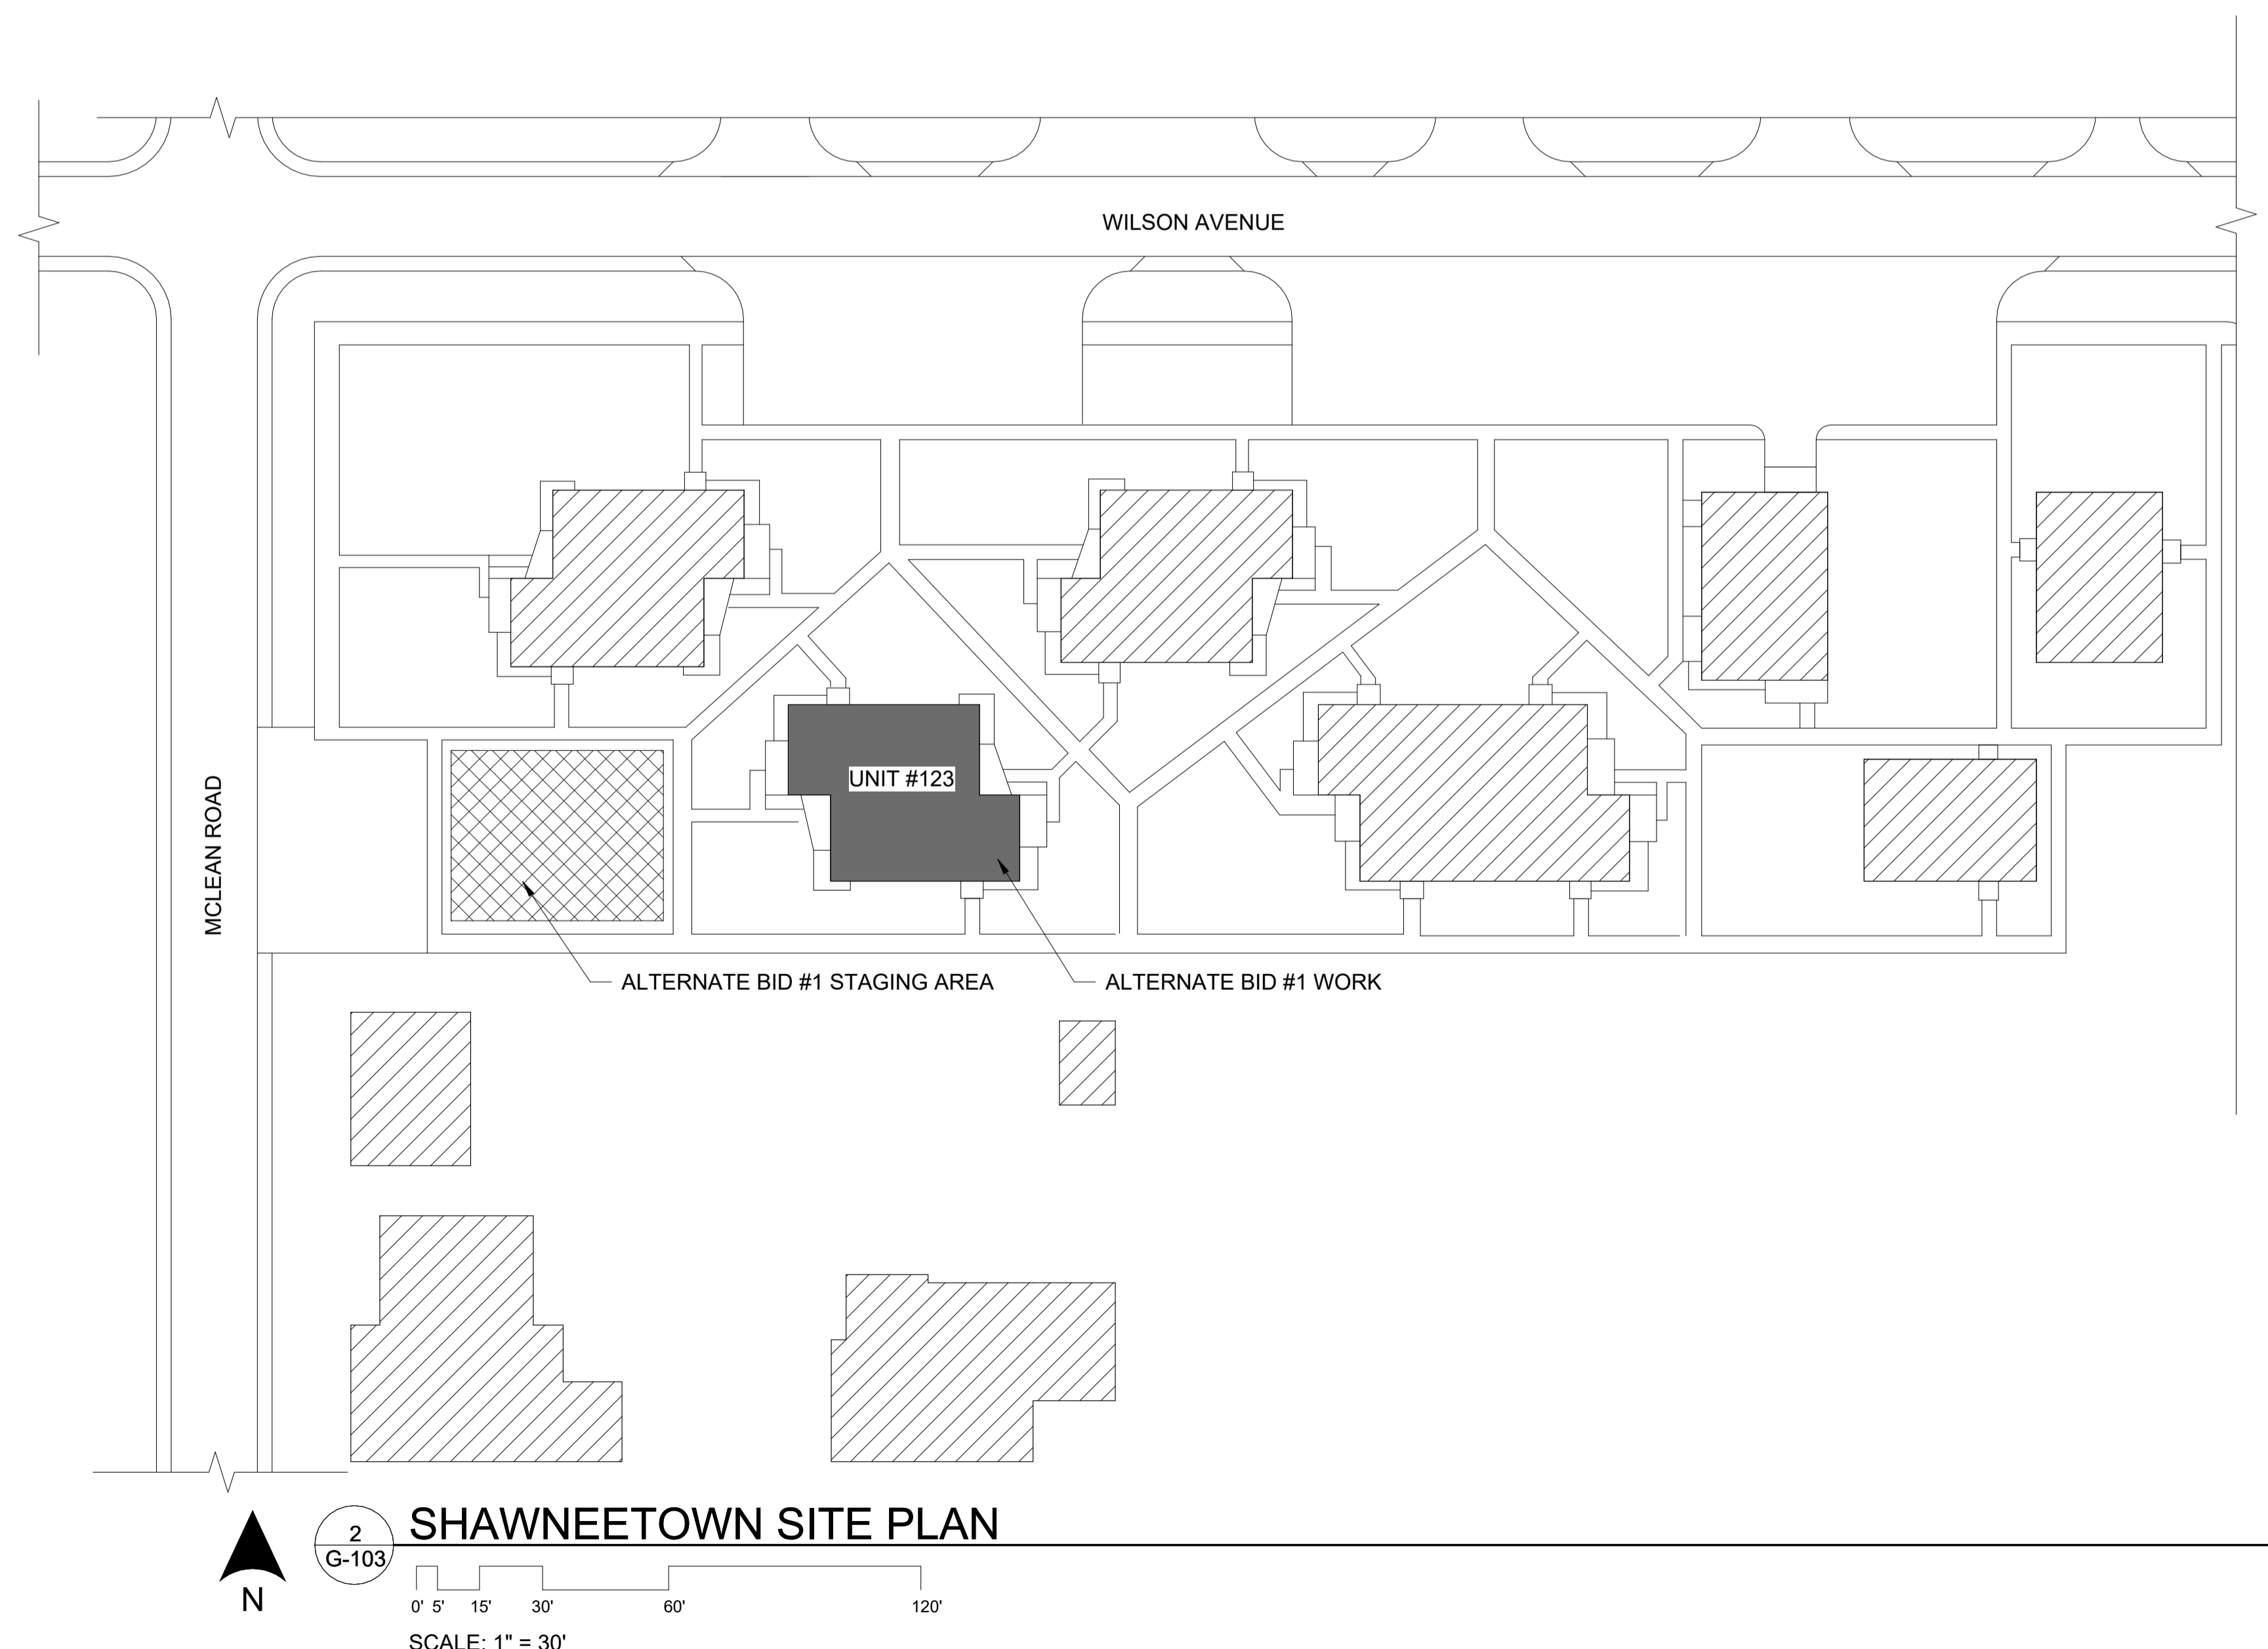 WILSON AVENUE
UNIT #123
MCLEAN ROAD
ALTERNATE BID #1 STAGING AREA
ALTERNATE BID #1 WORK
2
G-103
SHAWNEETOWN SITE PLAN
N
0' 5' 15' 30' 60' 120'
SCALE: 1" = 30'